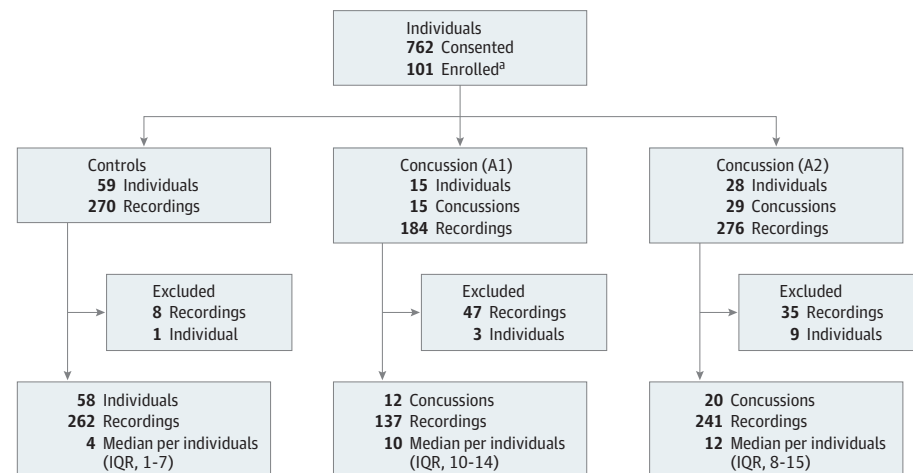 Individuals
762 Consented
101 Enrolledᵃ
Controls
59 Individuals
270 Recordings
Concussion (A1)
15 Individuals
15 Concussions
184 Recordings
Concussion (A2)
28 Individuals
29 Concussions
276 Recordings
Excluded
8 Recordings
1 Individual
Excluded
47 Recordings
3 Individuals
Excluded
35 Recordings
9 Individuals
58 Individuals
262 Recordings
4 Median per individuals
(IQR, 1-7)
12 Concussions
137 Recordings
10 Median per individuals
(IQR, 10-14)
20 Concussions
241 Recordings
12 Median per individuals
(IQR, 8-15)